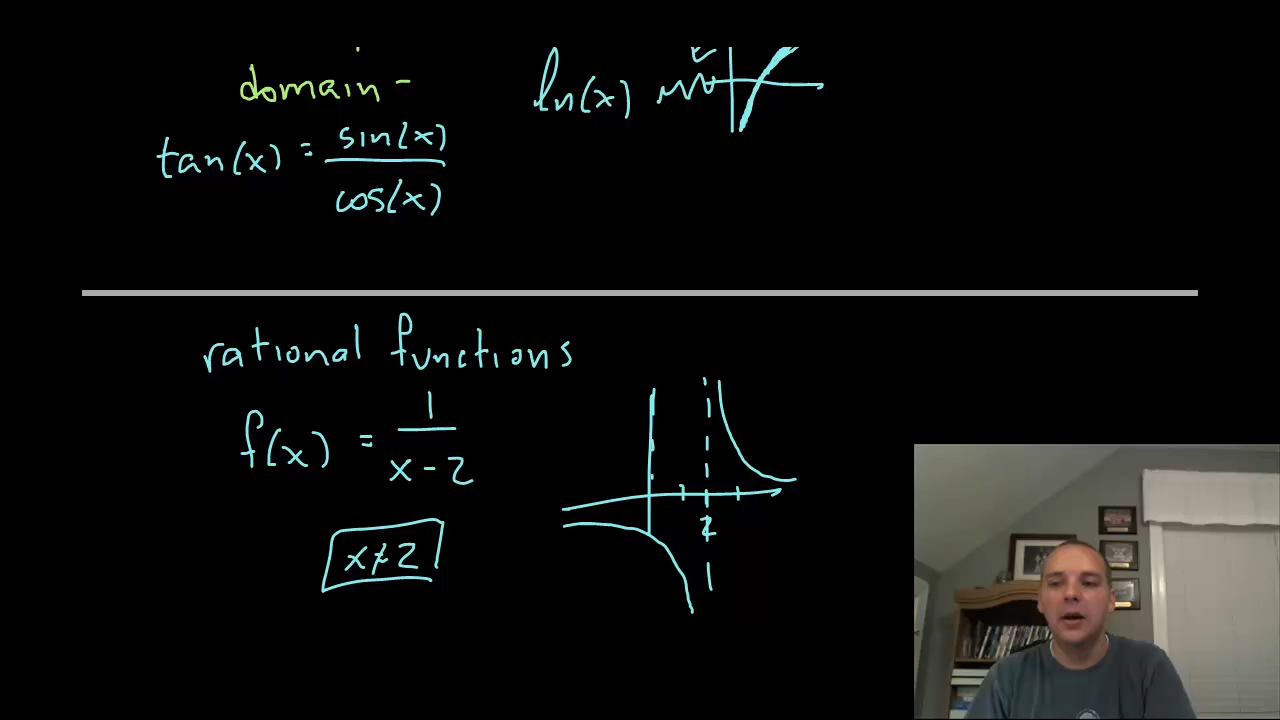 domain -
ln(x)
tan(x) = sin(x)/cos(x)
rational functions
f(x) = 1/(x-2)
x≠2
2